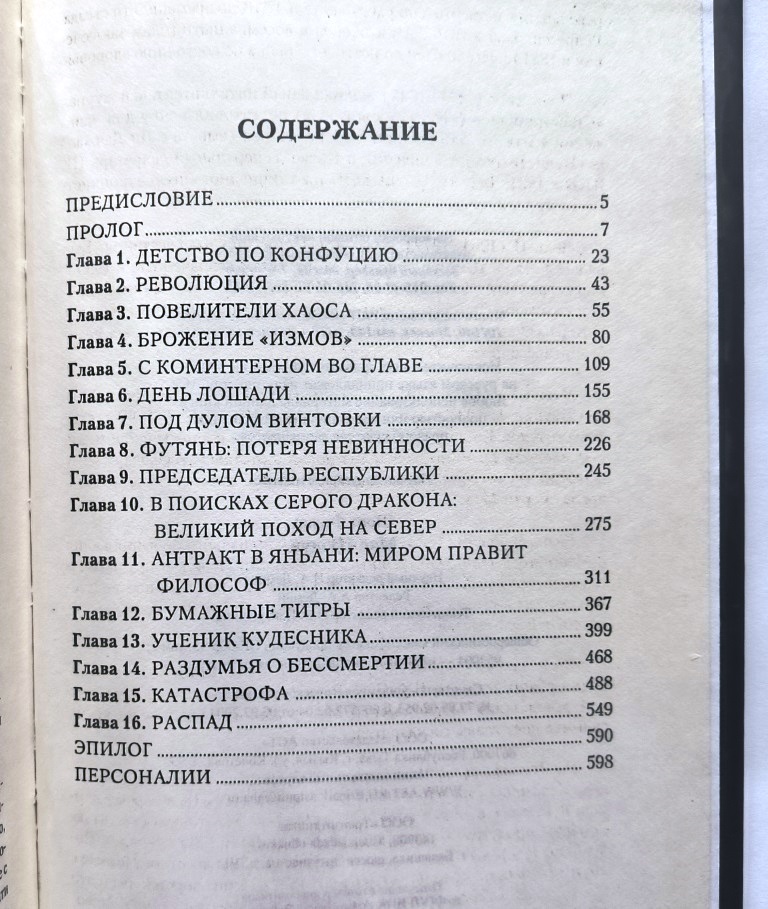 СОДЕРЖАНИЕ
ПРЕДИСЛОВИЕ 5
ПРОЛОГ 7
Глава 1. ДЕТСТВО ПО КОНФУЦИЮ 23
Глава 2. РЕВОЛЮЦИЯ 43
Глава 3. ПОВЕЛИТЕЛИ ХАОСА 55
Глава 4. БРОЖЕНИЕ «ИЗМОВ» 80
Глава 5. С КОМИНТЕРНОМ ВО ГЛАВЕ 109
Глава 6. ДЕНЬ ЛОШАДИ 155
Глава 7. ПОД ДУЛОМ ВИНТОВКИ 168
Глава 8. ФУТЯНЬ: ПОТЕРЯ НЕВИННОСТИ 226
Глава 9. ПРЕДСЕДАТЕЛЬ РЕСПУБЛИКИ 245
Глава 10. В ПОИСКАХ СЕРОГО ДРАКОНА:
ВЕЛИКИЙ ПОХОД НА СЕВЕР 275
Глава 11. АНТРАКТ В ЯНЬАНИ: МИРОМ ПРАВИТ
ФИЛОСОФ 311
Глава 12. БУМАЖНЫЕ ТИГРЫ 367
Глава 13. УЧЕНИК КУДЕСНИКА 399
Глава 14. РАЗДУМЬЯ О БЕССМЕРТИИ 468
Глава 15. КАТАСТРОФА 488
Глава 16. РАСПАД 549
ЭПИЛОГ 590
ПЕРСОНАЛИИ 598